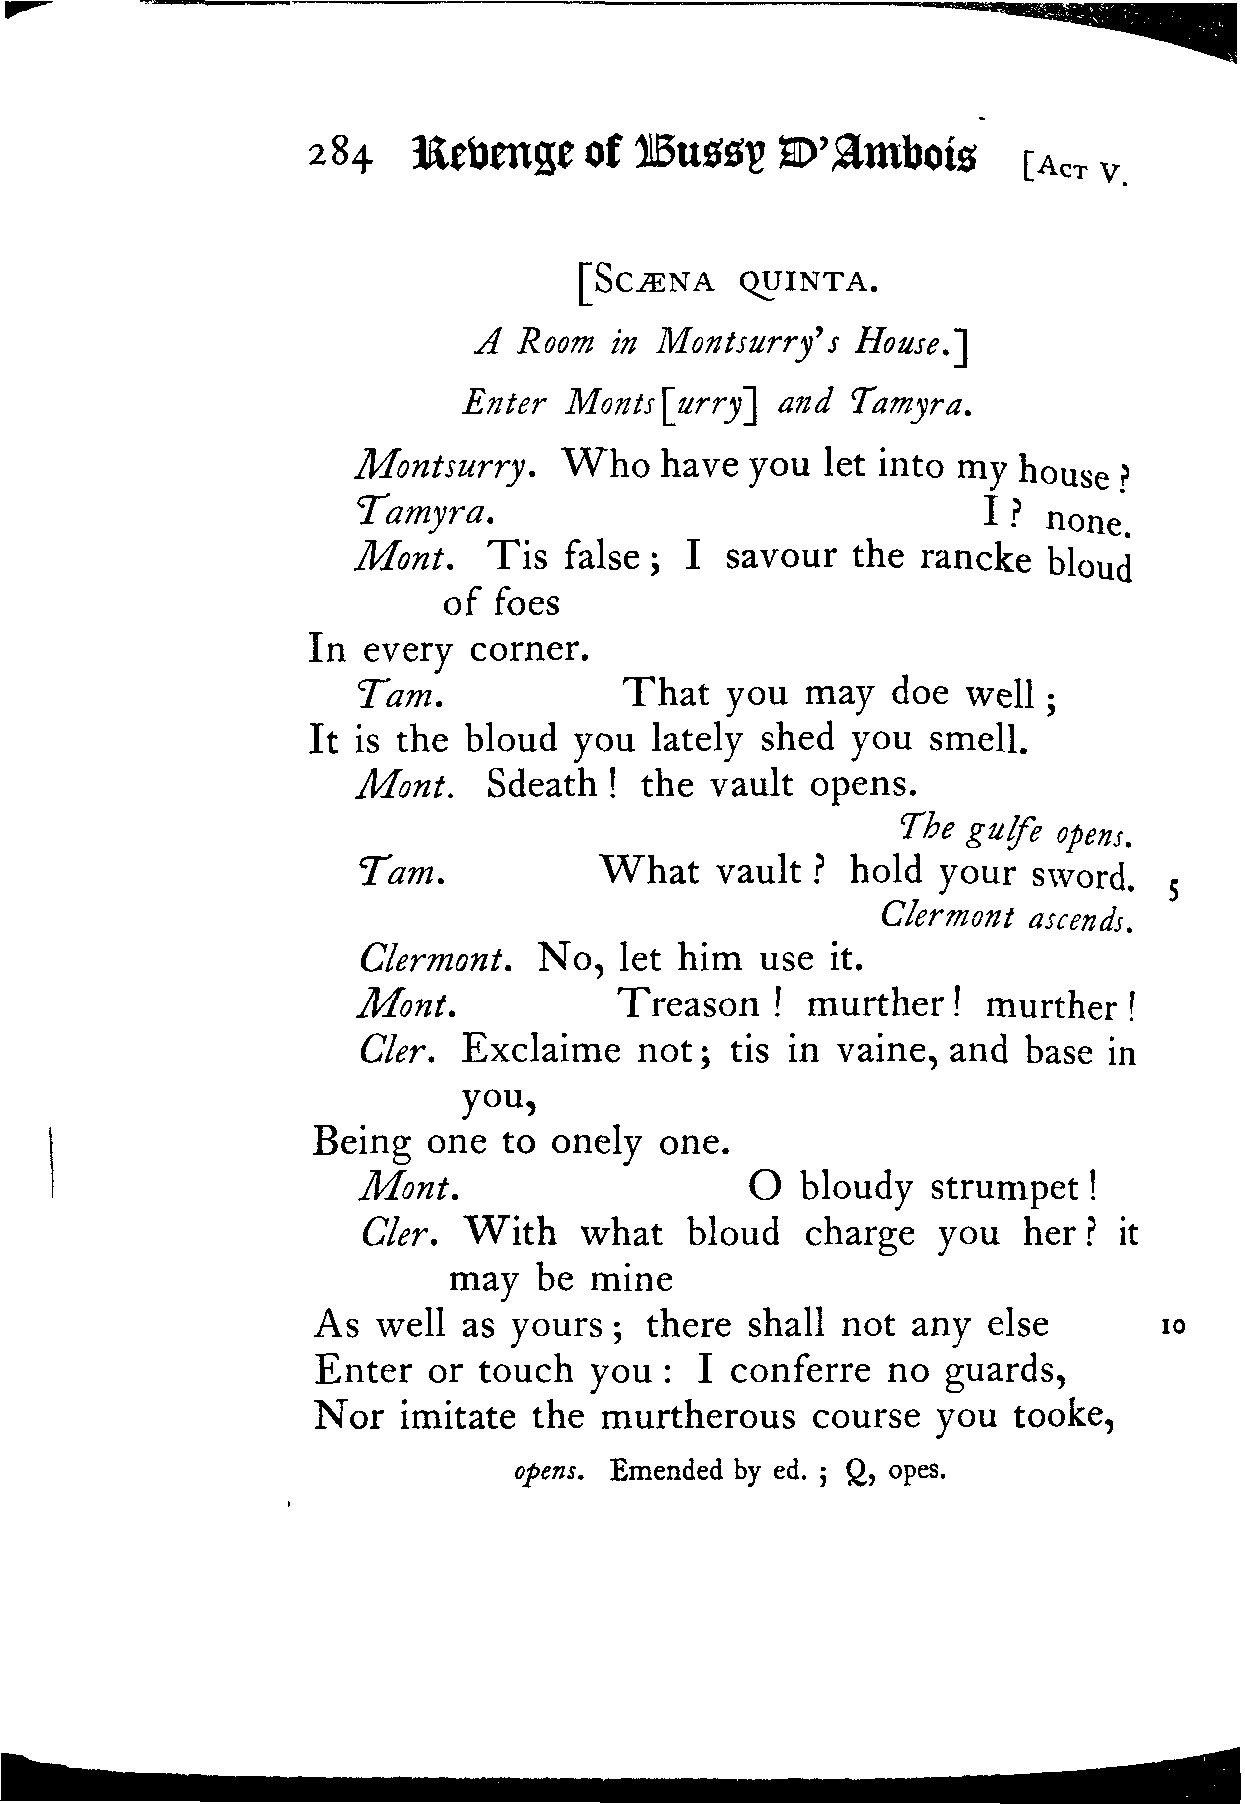 284 Revenge of Bussy D'Ambois [Act V.
[Scæna quinta.
A Room in Montsurry's House.]
Enter Monts[urry] and Tamyra.
Montsurry. Who have you let into my house?
Tamyra. I? none.
Mont. Tis false; I savour the rancke bloud
of foes
In every corner.
Tam. That you may doe well;
It is the bloud you lately shed you smell.
Mont. Sdeath! the vault opens.
The gulfe opens.
Tam. What vault? hold your sword. 5
Clermont ascends.
Clermont. No, let him use it.
Mont. Treason! murther! murther!
Cler. Exclaime not; tis in vaine, and base in
you,
Being one to onely one.
Mont. O bloudy strumpet!
Cler. With what bloud charge you her? it
may be mine
As well as yours; there shall not any else 10
Enter or touch you: I conferre no guards,
Nor imitate the murtherous course you tooke,
opens. Emended by ed.; Q, opes.